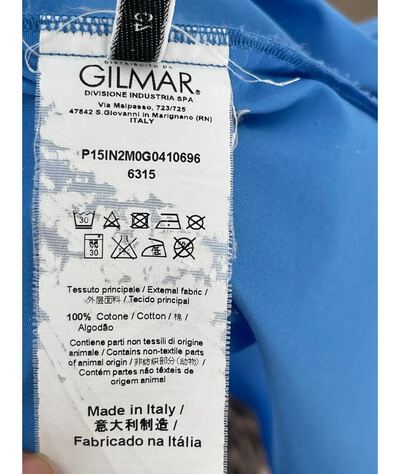 CA
DISTRIBUITO DA
GILMAR®
DIVISIONE INDUSTRIA SPA
Via Malpasso, 723/725
47842 S.Giovanni in Marignano (RN)
ITALY
P15IN2M0G0410696
6315
30
30
Tessuto principale / External fabric /
外层面料 / Tecido principal
100% Cotone / Cotton / 棉 /
Algodão
Contiene parti non tessili di origine
animale / Contains non-textile parts
of animal origin / 非纺织部分(动物) /
Contém partes não têxteis de
origem animal
Made in Italy /
意大利制造 /
Fabricado na Itália